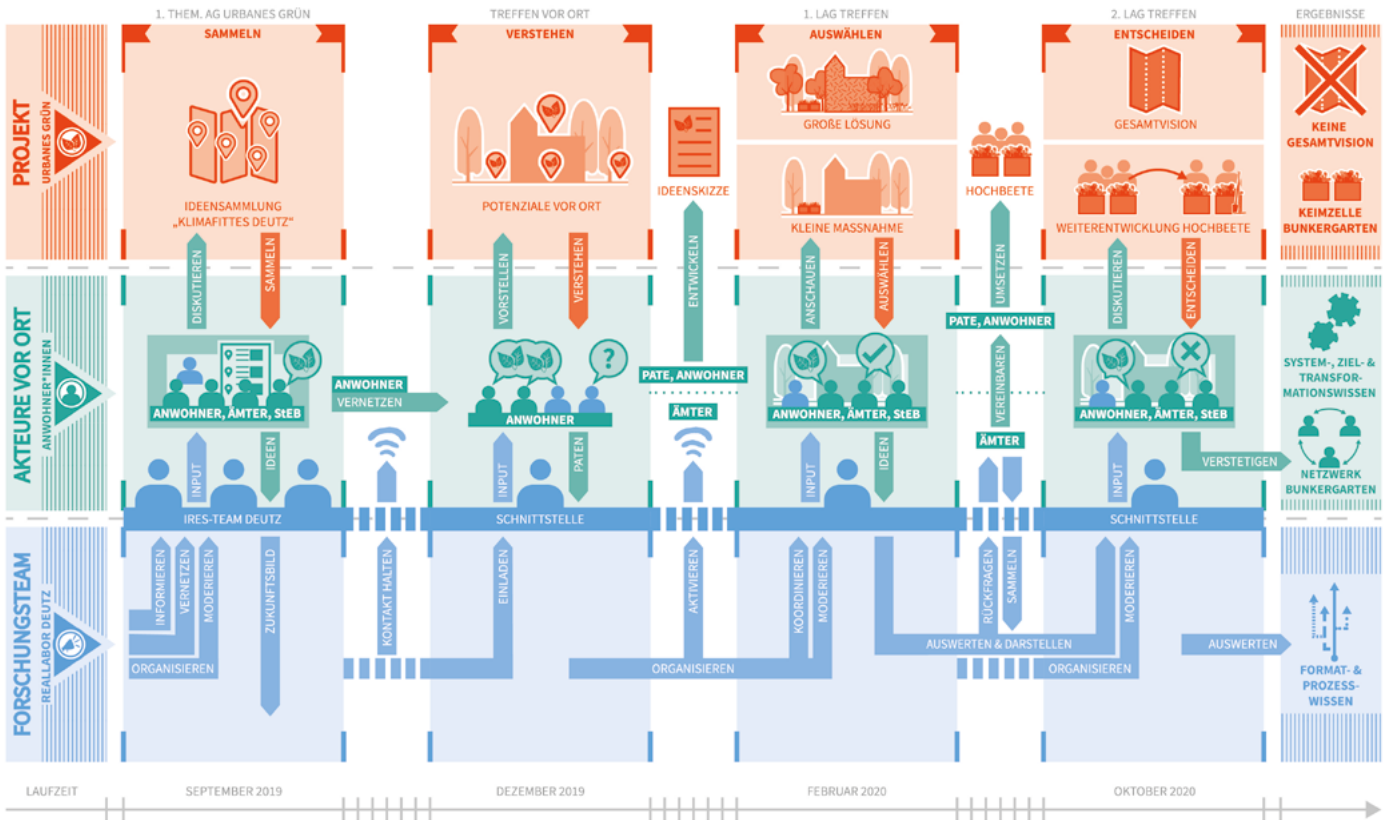 1. THEM. AG URBANES GRÜN
TREFFEN VOR ORT
1. LAG TREFFEN
2. LAG TREFFEN
ERGEBNISSE
SAMMELN
VERSTEHEN
AUSWÄHLEN
ENTSCHEIDEN
PROJEKT
URBANES GRÜN
IDEENSAMMLUNG
„KLIMAFITTES DEUTZ“
POTENZIALE VOR ORT
IDEENSKIZZE
GROßE LÖSUNG
KLEINE MASSNAHME
HOCHBEETE
GESAMTVISION
WEITERENTWICKLUNG HOCHBEETE
KEINE
GESAMTVISION
KEIMZELLE
BUNKERGARTEN
DISKUTIEREN
SAMMELN
VORSTELLEN
VERSTEHEN
ENTWICKELN
ANSCHAUEN
AUSWÄHLEN
UMSETZEN
DISKUTIEREN
ENTSCHEIDEN
AKTEURE VOR ORT
ANWOHNER*INNEN
ANWOHNER, ÄMTER, StEB
ANWOHNER
VERNETZEN
?
ANWOHNER
PATE, ANWOHNER
ÄMTER
ANWOHNER, ÄMTER, StEB
PATE, ANWOHNER
VEREINBAREN
ÄMTER
ANWOHNER, ÄMTER, StEB
SYSTEM-, ZIEL- &
TRANSFOR-
MATIONSWISSEN
VERSTETIGEN
NETZWERK
BUNKERGARTEN
INPUT
IDEEN
INPUT
PATEN
INPUT
IDEEN
INPUT
IRES-TEAM DEUTZ
SCHNITTSTELLE
SCHNITTSTELLE
FORSCHUNGSTEAM
REALLABOR DEUTZ
INFORMIEREN
VERNETZEN
MODERIEREN
ZUKUNFTSBILD
KONTAKT HALTEN
EINLADEN
AKTIVIEREN
KOORDINIEREN
MODERIEREN
RÜCKFRAGEN
SAMMELN
MODERIEREN
AUSWERTEN & DARSTELLEN
AUSWERTEN
ORGANISIEREN
ORGANISIEREN
ORGANISIEREN
FORMAT- &
PROZESS-
WISSEN
LAUFZEIT
SEPTEMBER 2019
DEZEMBER 2019
FEBRUAR 2020
OKTOBER 2020